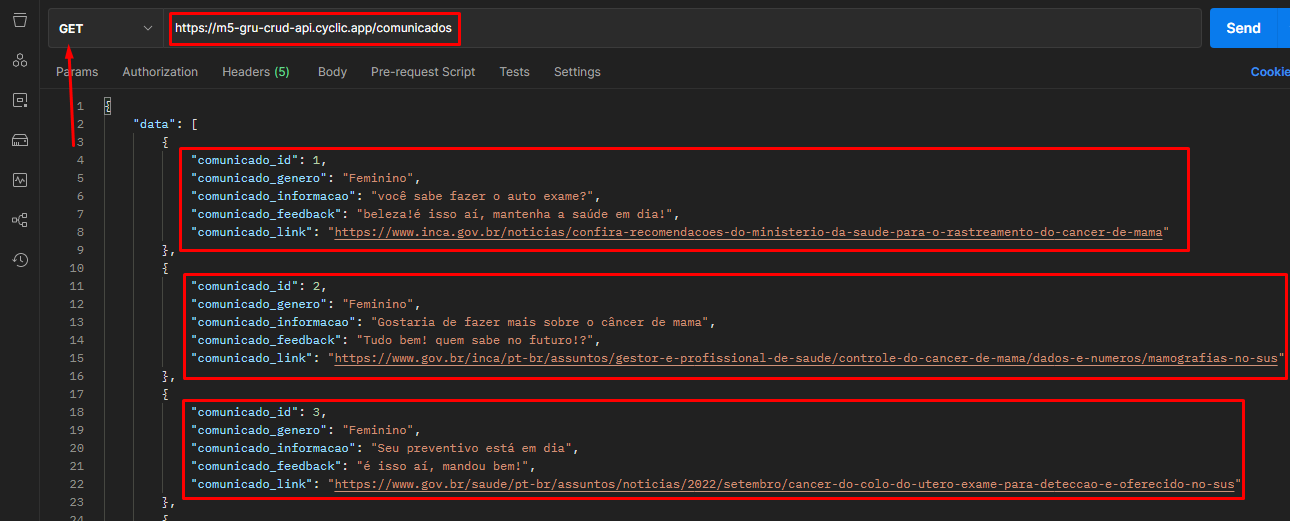 GET
https://m5-gru-crud-api.cyclic.app/comunicados
Send
Params Authorization Headers (5) Body Pre-request Script Tests Settings
Cookie
1 {
2 "data": [
3 {
4 "comunicado_id": 1,
5 "comunicado_genero": "Feminino",
6 "comunicado_informacao": "você sabe fazer o auto exame?",
7 "comunicado_feedback": "beleza!é isso aí, mantenha a saúde em dia!",
8 "comunicado_link": "https://www.inca.gov.br/noticias/confira-recomendacoes-do-ministerio-da-saude-para-o-rastreamento-do-cancer-de-mama"
9 },
10 {
11 "comunicado_id": 2,
12 "comunicado_genero": "Feminino",
13 "comunicado_informacao": "Gostaria de fazer mais sobre o câncer de mama",
14 "comunicado_feedback": "Tudo bem! quem sabe no futuro!?",
15 "comunicado_link": "https://www.gov.br/inca/pt-br/assuntos/gestor-e-profissional-de-saude/controle-do-cancer-de-mama/dados-e-numeros/mamografias-no-sus"
16 },
17 {
18 "comunicado_id": 3,
19 "comunicado_genero": "Feminino",
20 "comunicado_informacao": "Seu preventivo está em dia",
21 "comunicado_feedback": "é isso aí, mandou bem!",
22 "comunicado_link": "https://www.gov.br/saude/pt-br/assuntos/noticias/2022/setembro/cancer-do-colo-do-utero-exame-para-deteccao-e-oferecido-no-sus"
23 },
24 {